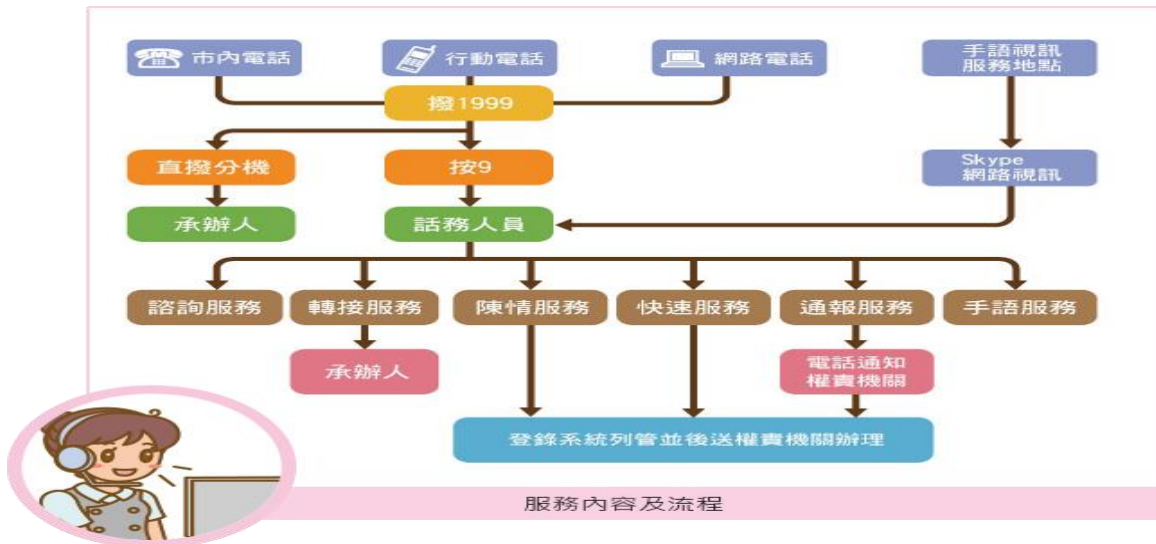 市內電話
行動電話
網路電話
手語視訊
服務地點
撥1999
直撥分機
按9
Skype
網路視訊
承辦人
話務人員
諮詢服務
轉接服務
陳情服務
快速服務
通報服務
手語服務
承辦人
電話通知
權責機關
登錄系統列管並後送權責機關辦理
服務內容及流程